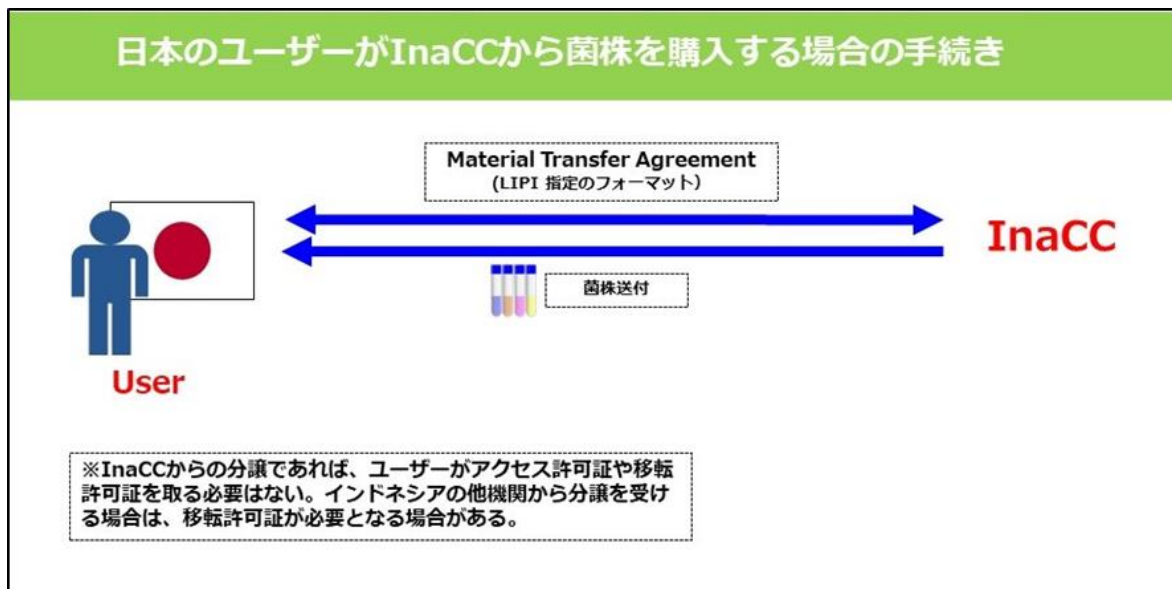 日本のユーザーがInaCCから菌株を購入する場合の手続き
Material Transfer Agreement
(LIPI 指定のフォーマット）
InaCC
菌株送付
User
※InaCCからの分譲であれば、ユーザーがアクセス許可証や移転
許可証を取る必要はない。インドネシアの他機関から分譲を受け
る場合は、移転許可証が必要となる場合がある。